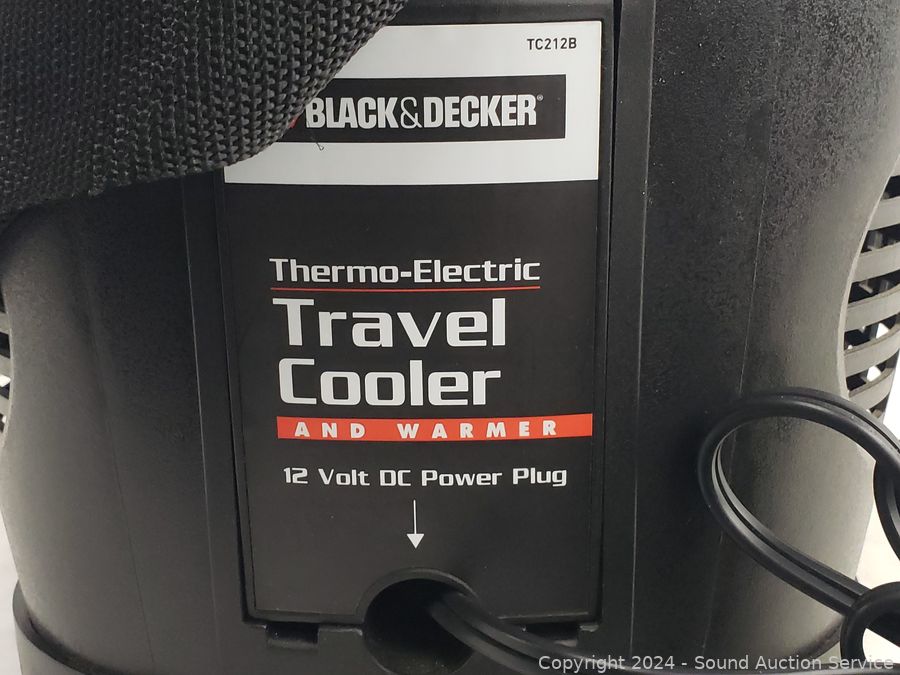 TC212B
BLACK&DECKER®
Thermo-Electric
Travel
Cooler
AND WARMER
12 Volt DC Power Plug
Copyright 2024 - Sound Auction Service